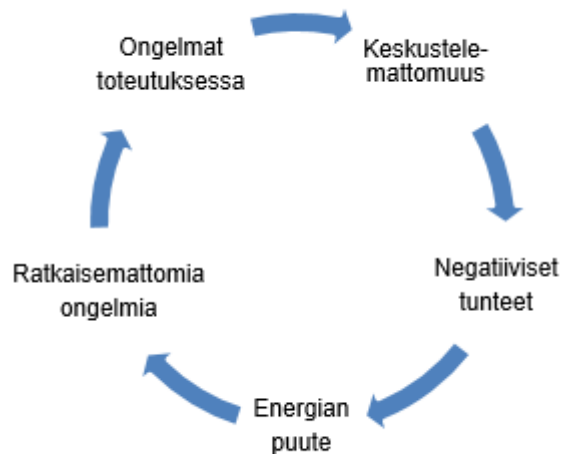 Ongelmat
toteutuksessa
Keskustele-
mattomuus
Negatiiviset
tunteet
Energian
puute
Ratkaisemattomia
ongelmia